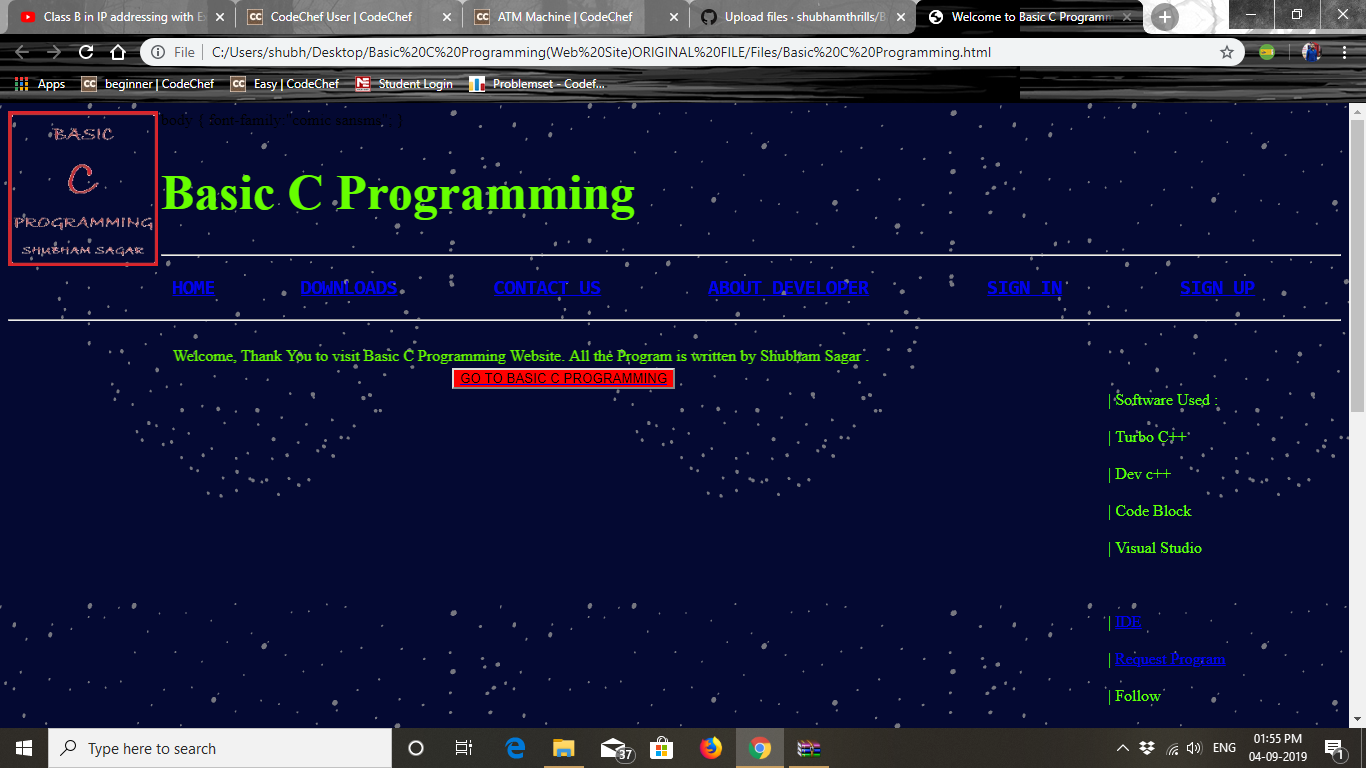 Class B in IP addressing with Ex
CodeChef User | CodeChef
ATM Machine | CodeChef
Upload files · shubhamthrills/B
Welcome to Basic C Programm
File
C:/Users/shubh/Desktop/Basic%20C%20Programming(Web%20Site)ORIGINAL%20FILE/Files/Basic%20C%20Programming.html
Apps
CC beginner | CodeChef
CC Easy | CodeChef
Student Login
Problemset - Codef...
body { font-family: "comic sansms"; }
BASIC
C
PROGRAMMING
SHUBHAM SAGAR
Basic C Programming
HOME DOWNLOADS CONTACT US ABOUT DEVELOPER SIGN IN SIGN UP
Welcome, Thank You to visit Basic C Programming Website. All the Program is written by Shubham Sagar .
GO TO BASIC C PROGRAMMING
| Software Used :
| Turbo C++
| Dev c++
| Code Block
| Visual Studio
| IDE
| Request Program
| Follow
Type here to search
37
ENG
01:55 PM
04-09-2019
1